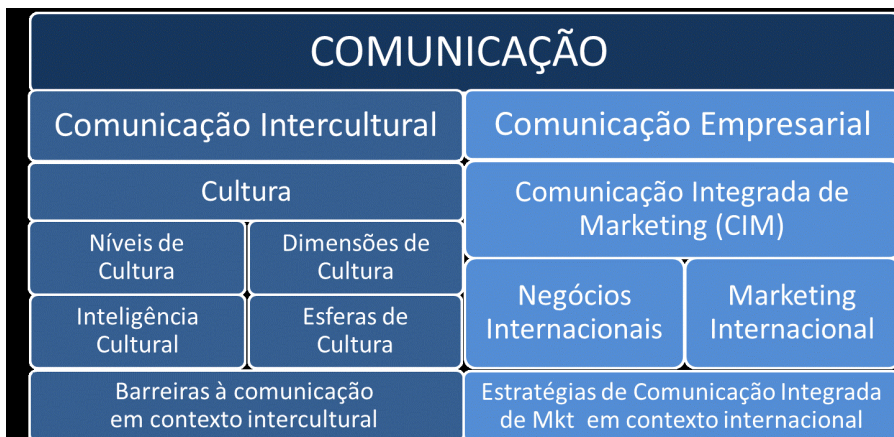 COMUNICAÇÃO
Comunicação Intercultural
Comunicação Empresarial
Cultura
Comunicação Integrada de
Marketing (CIM)
Níveis de
Cultura
Dimensões de
Cultura
Inteligência
Cultural
Esferas de
Cultura
Negócios
Internacionais
Marketing
Internacional
Barreiras à comunicação
em contexto intercultural
Estratégias de Comunicação Integrada
de Mkt em contexto internacional